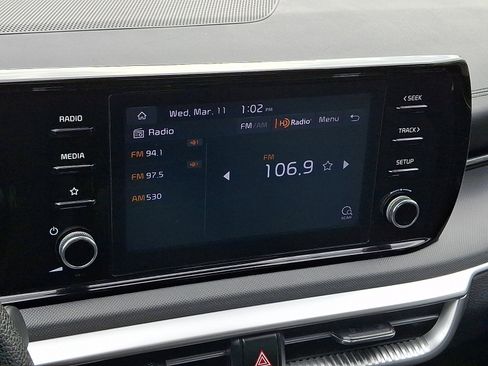 Wed, Mar. 11 1:02 PM
RADIO
MEDIA
Radio
FM/AM
HD Radio
Menu
FM 94.1
FM 97.5
AM 530
FM
106.9
SCAN
< SEEK
TRACK >
SETUP